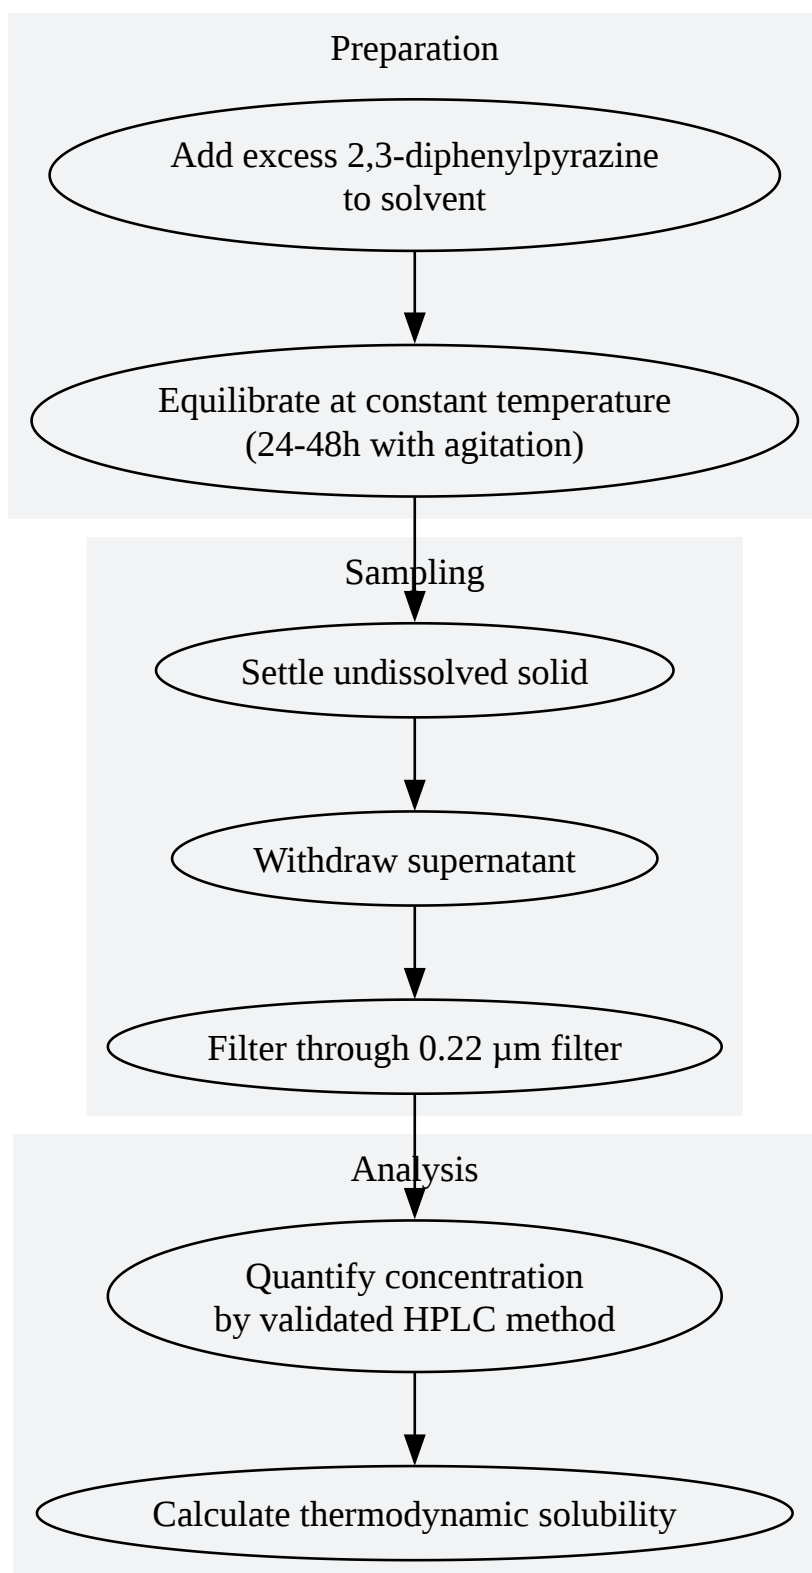 Preparation
Add excess 2,3-diphenylpyrazine
to solvent
Equilibrate at constant temperature
(24-48h with agitation)
Sampling
Settle undissolved solid
Withdraw supernatant
Filter through 0.22 µm filter
Analysis
Quantify concentration
by validated HPLC method
Calculate thermodynamic solubility